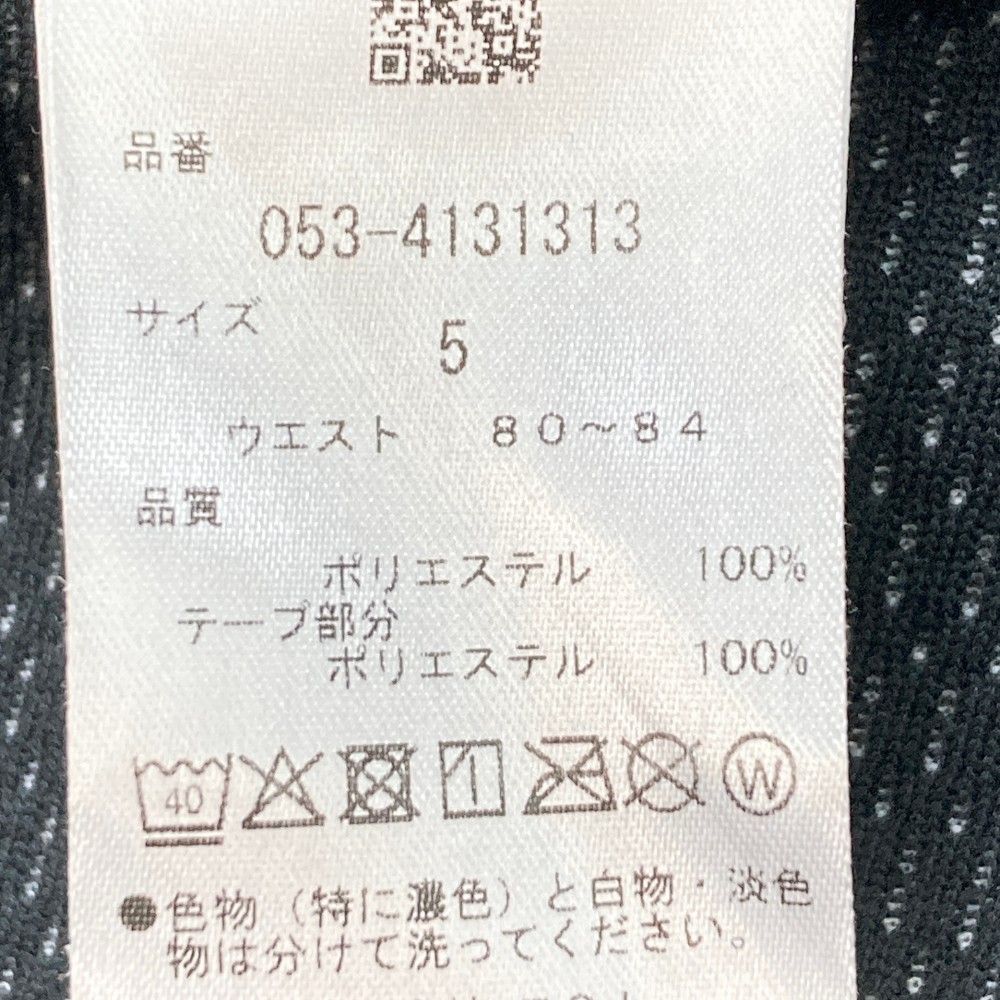 品番
053-4131313
サイズ
5
ウエスト 80~84
品質
ポリエステル 100%
テープ部分
ポリエステル 100%
40
W
●色物(特に濃色)と白物・淡色
物は分けて洗ってください。